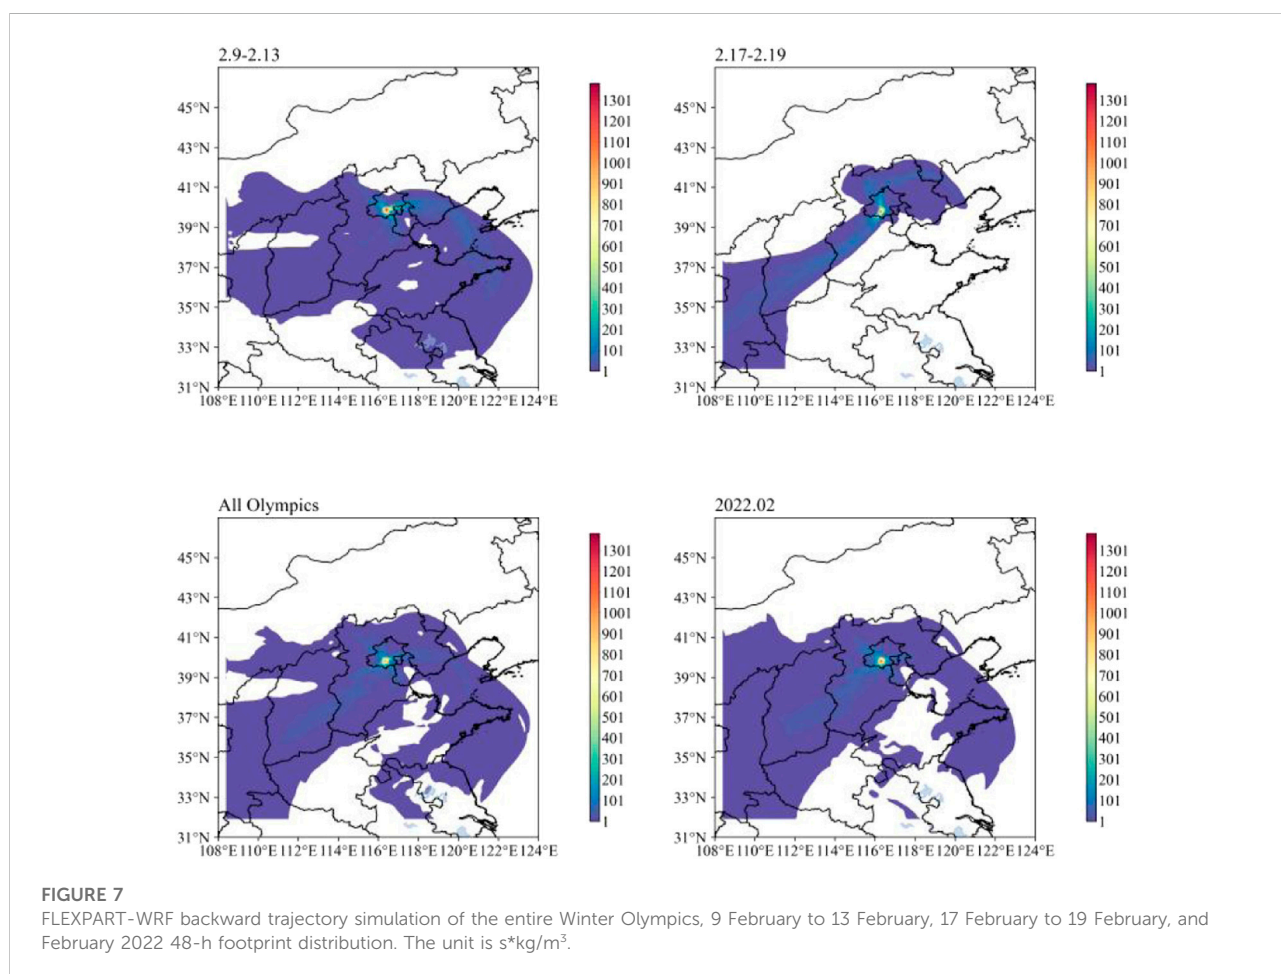 2.9-2.13
45°N
43°N
41°N
39°N
37°N
35°N
33°N
31°N
108°E 110°E 112°E 114°E 116°E 118°E 120°E 122°E 124°E
1301
1201
1101
1001
901
801
701
601
501
401
301
201
101
1
2.17-2.19
45°N
43°N
41°N
39°N
37°N
35°N
33°N
31°N
108°E 110°E 112°E 114°E 116°E 118°E 120°E 122°E 124°E
1301
1201
1101
1001
901
801
701
601
501
401
301
201
101
1
All Olympics
45°N
43°N
41°N
39°N
37°N
35°N
33°N
31°N
108°E 110°E 112°E 114°E 116°E 118°E 120°E 122°E 124°E
1301
1201
1101
1001
901
801
701
601
501
401
301
201
101
1
2022.02
45°N
43°N
41°N
39°N
37°N
35°N
33°N
31°N
108°E 110°E 112°E 114°E 116°E 118°E 120°E 122°E 124°E
1301
1201
1101
1001
901
801
701
601
501
401
301
201
101
1
FIGURE 7
FLEXPART-WRF backward trajectory simulation of the entire Winter Olympics, 9 February to 13 February, 17 February to 19 February, and
February 2022 48-h footprint distribution. The unit is s*kg/m³.